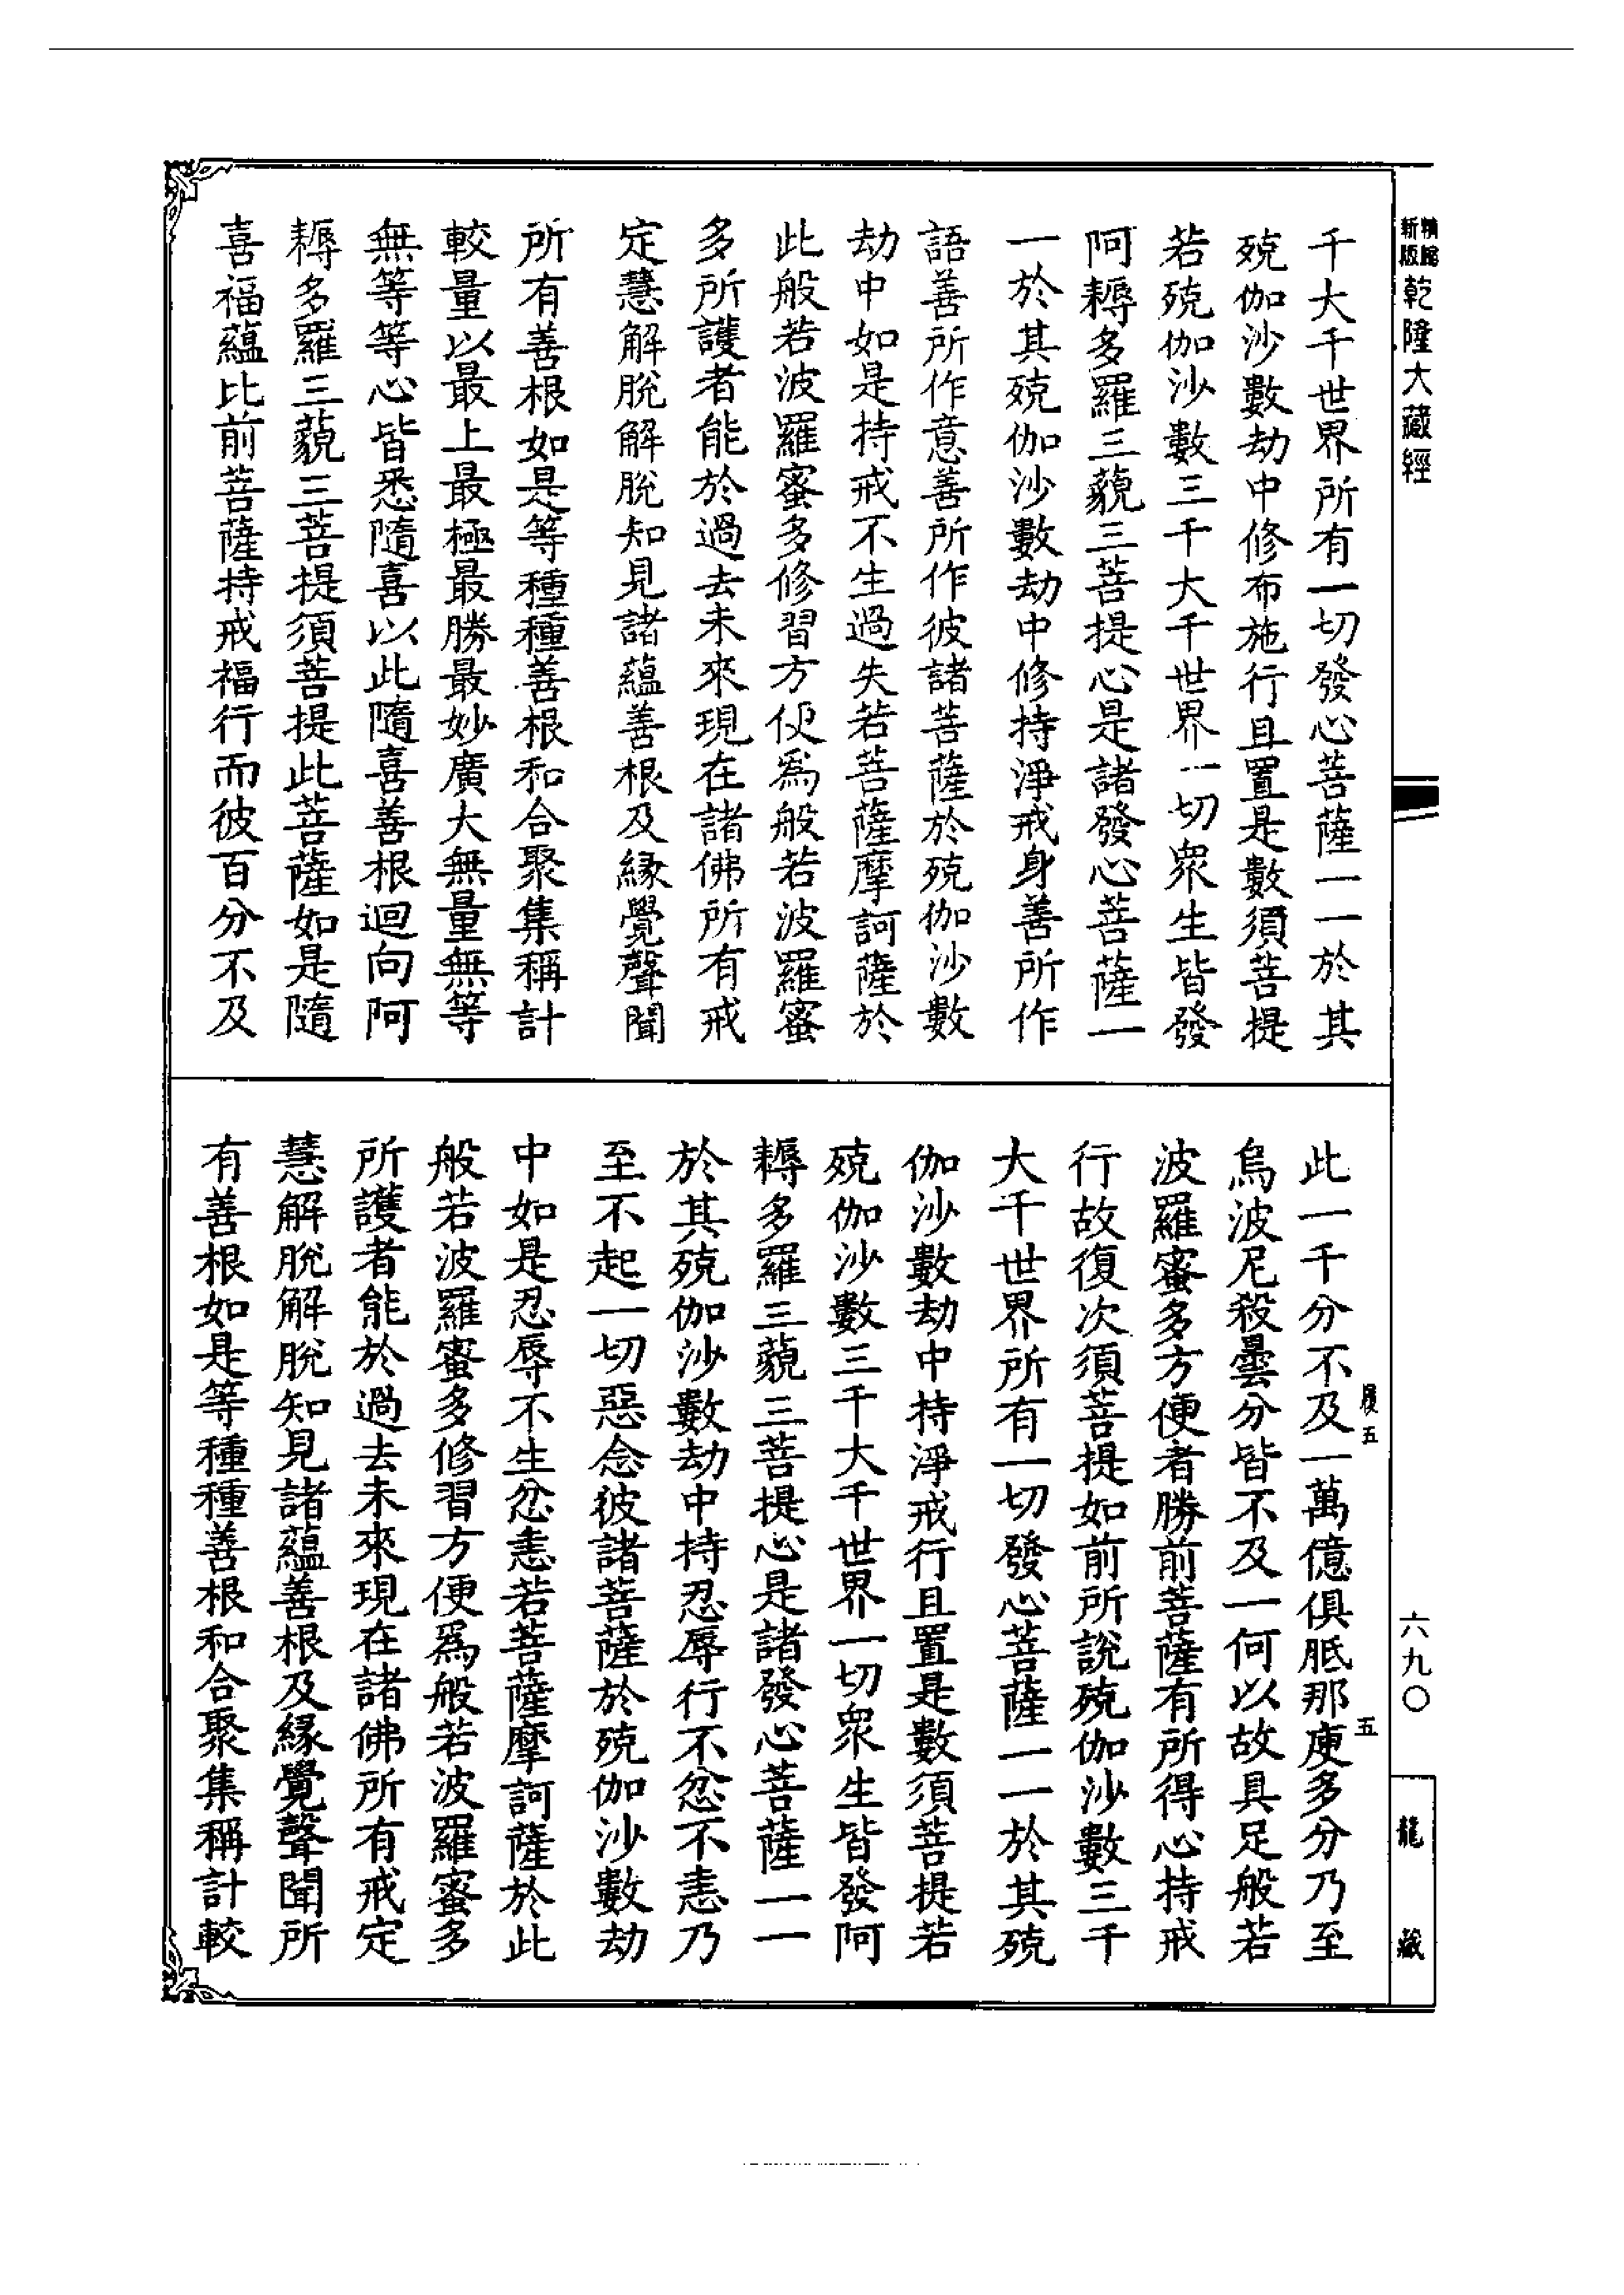 精縮新版乾隆大藏經
千大千世界所有一切發心菩薩一一於其
殑伽沙數劫中修布施行且置是數須菩提
若殑伽沙數三千大千世界一切眾生皆發
阿耨多羅三藐三菩提心是諸發心菩薩一
一於其殑伽沙數劫中修持淨戒身善所作
語善所作意善所作彼諸菩薩於殑伽沙數
劫中如是持戒不生過失若菩薩摩訶薩於
此般若波羅蜜多修習方便為般若波羅蜜
多所護者能於過去未來現在諸佛所有戒
定慧解脫解脫知見諸蘊善根及緣覺聲聞
所有善根如是等種種善根和合聚集稱計
較量以最上最極最勝最妙廣大無量無等
無等等心皆悉隨喜以此隨喜善根迴向阿
耨多羅三藐三菩提須菩提此菩薩如是隨
喜福蘊比前菩薩持戒福行而彼百分不及
此一千分不及一萬億俱胝那庾多分乃至
烏波尼殺曇分皆不及一何以故具足般若
波羅蜜多方便者勝前菩薩有所得心持戒
行故復次須菩提如前所說殑伽沙數三千
大千世界所有一切發心菩薩一一於其殑
伽沙數劫中持淨戒行且置是數須菩提若
殑伽沙數三千大千世界一切眾生皆發阿
耨多羅三藐三菩提心是諸發心菩薩一一
於其殑伽沙數劫中持忍辱行不忿不恚乃
至不起一切惡念彼諸菩薩於殑伽沙數劫
中如是忍辱不生忿恚若菩薩摩訶薩於此
般若波羅蜜多修習方便為般若波羅蜜多
所護者能於過去未來現在諸佛所有戒定
慧解脫解脫知見諸蘊善根及緣覺聲聞所
有善根如是等種種善根和合聚集稱計較
履五
五
六九〇
龍藏